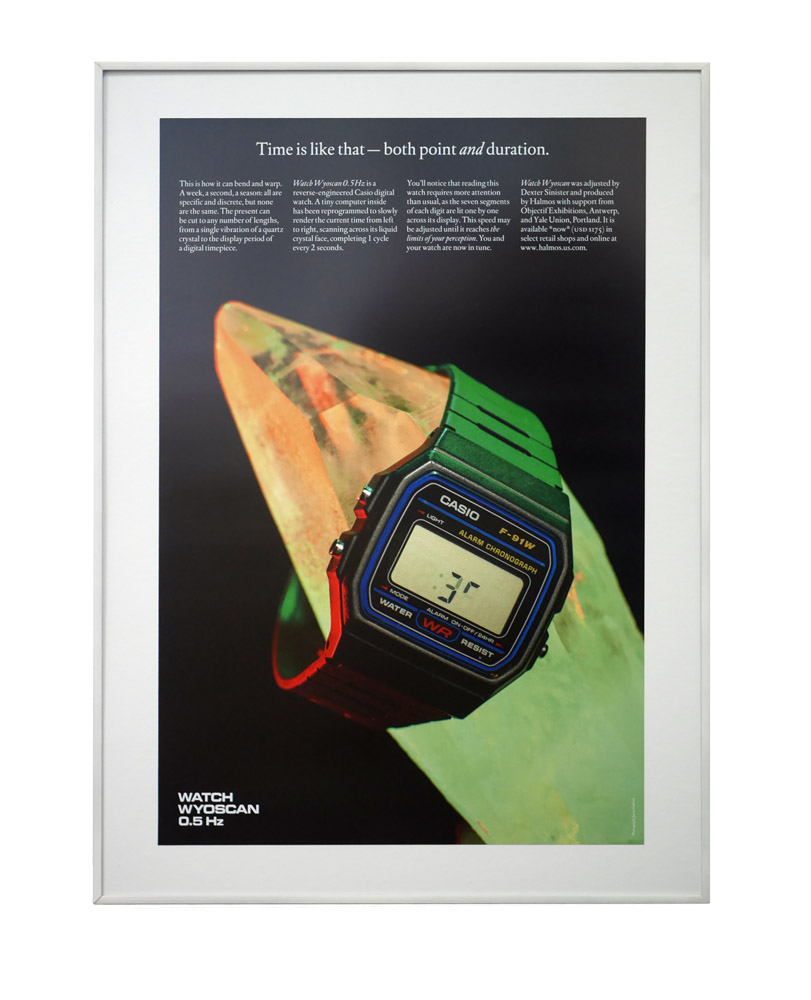 Time is like that — both point and duration.
This is how it can bend and warp.
A week, a second, a season: all are
specific and discrete, but none
are the same. The present can
be cut to any number of lengths,
from a single vibration of a quartz
crystal to the display period of
a digital timepiece.
Watch Wyoscan 0.5 Hz is a
reverse-engineered Casio digital
watch. A tiny computer inside
has been reprogrammed to slowly
render the current time from left
to right, scanning across its liquid
crystal face, completing 1 cycle
every 2 seconds.
You'll notice that reading this
watch requires more attention
than usual, as the seven segments
of each digit are lit one by one
across its display. This speed may
be adjusted until it reaches the
limits of your perception. You and
your watch are now in tune.
Watch Wyoscan was adjusted by
Dexter Sinister and produced
by Halmos with support from
Objectif Exhibitions, Antwerp,
and Yale Union, Portland. It is
available *now* (USD $175) in
select retail shops and online at
www.halmos.us.com.
CASIO
F-91W
LIGHT
ALARM CHRONOGRAPH
MODE
ALARM ON·OFF/24HR
WATER
WR
RESIST
WATCH
WYOSCAN
0.5 Hz